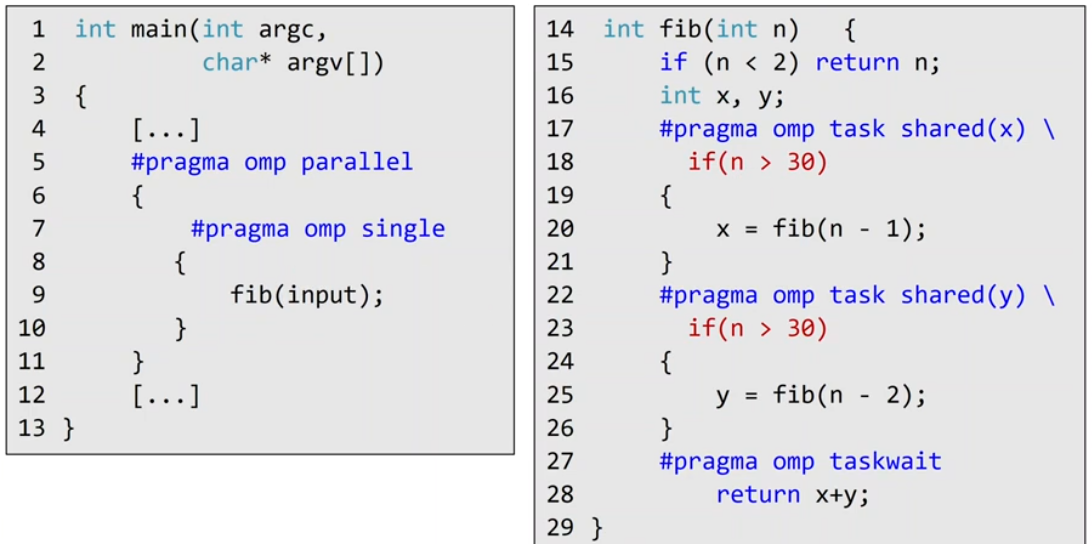 1 int main(int argc,
2 char* argv[])
3 {
4 [...]
5 #pragma omp parallel
6 {
7 #pragma omp single
8 {
9 fib(input);
10 }
11 }
12 [...]
13 }
14 int fib(int n) {
15 if (n < 2) return n;
16 int x, y;
17 #pragma omp task shared(x) \
18 if(n > 30)
19 {
20 x = fib(n - 1);
21 }
22 #pragma omp task shared(y) \
23 if(n > 30)
24 {
25 y = fib(n - 2);
26 }
27 #pragma omp taskwait
28 return x+y;
29 }